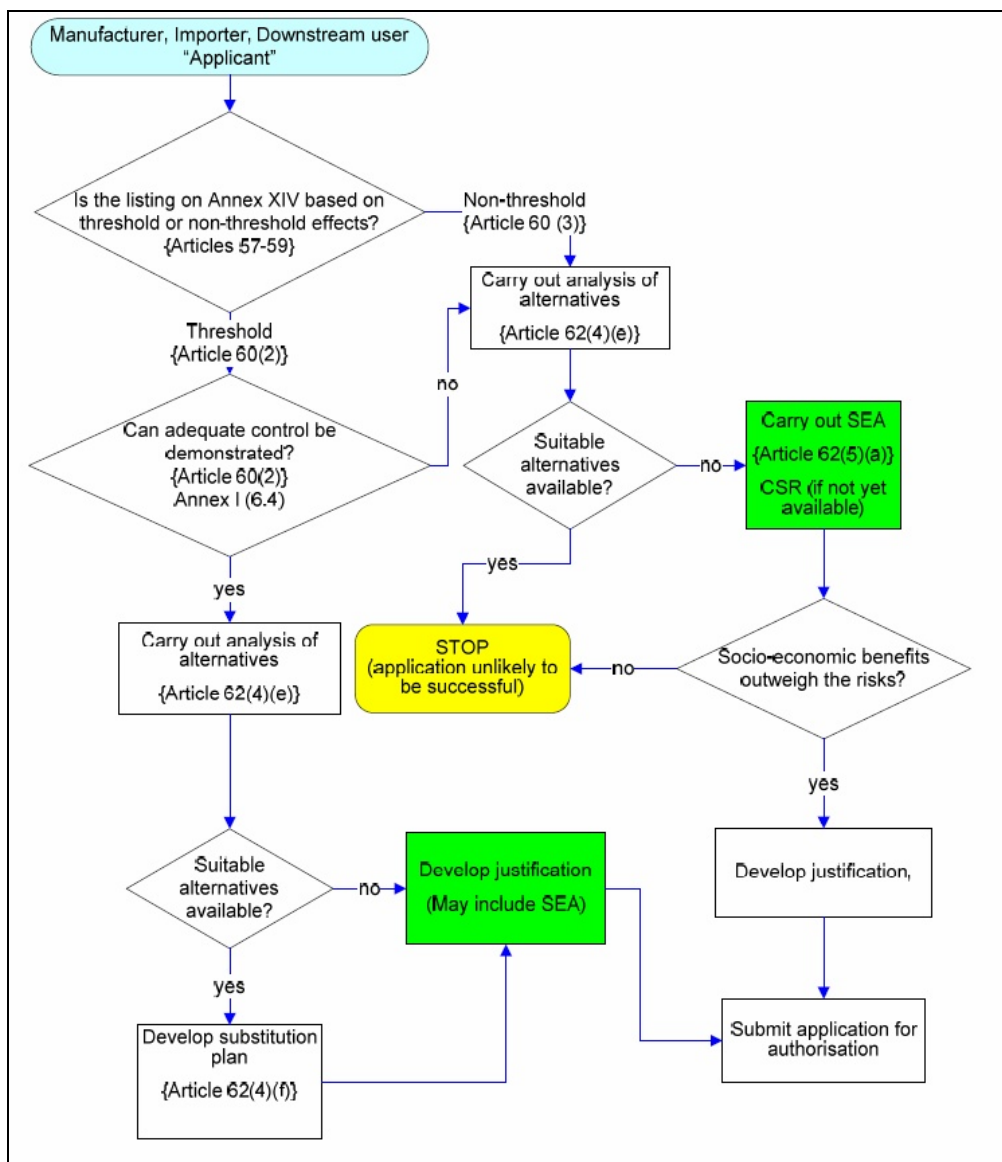 Manufacturer, Importer, Downstream user
“Applicant”
Is the listing on Annex XIV based on
threshold or non-threshold effects?
{Articles 57-59}
Non-threshold
{Article 60 (3)}
Carry out analysis of
alternatives
{Article 62(4)(e)}
Threshold
{Article 60(2)}
no
Can adequate control be
demonstrated?
{Article 60(2)}
Annex I (6.4)
Suitable
alternatives
available?
no
Carry out SEA
{Article 62(5)(a)}
CSR (if not yet
available)
yes
yes
Carry out analysis of
alternatives
{Article 62(4)(e)}
STOP
(application unlikely to
be successful)
no
Socio-economic benefits
outweigh the risks?
yes
Suitable
alternatives
available?
no
Develop justification
(May include SEA)
Develop justification,
yes
Develop substitution
plan
{Article 62(4)(f)}
Submit application for
authorisation